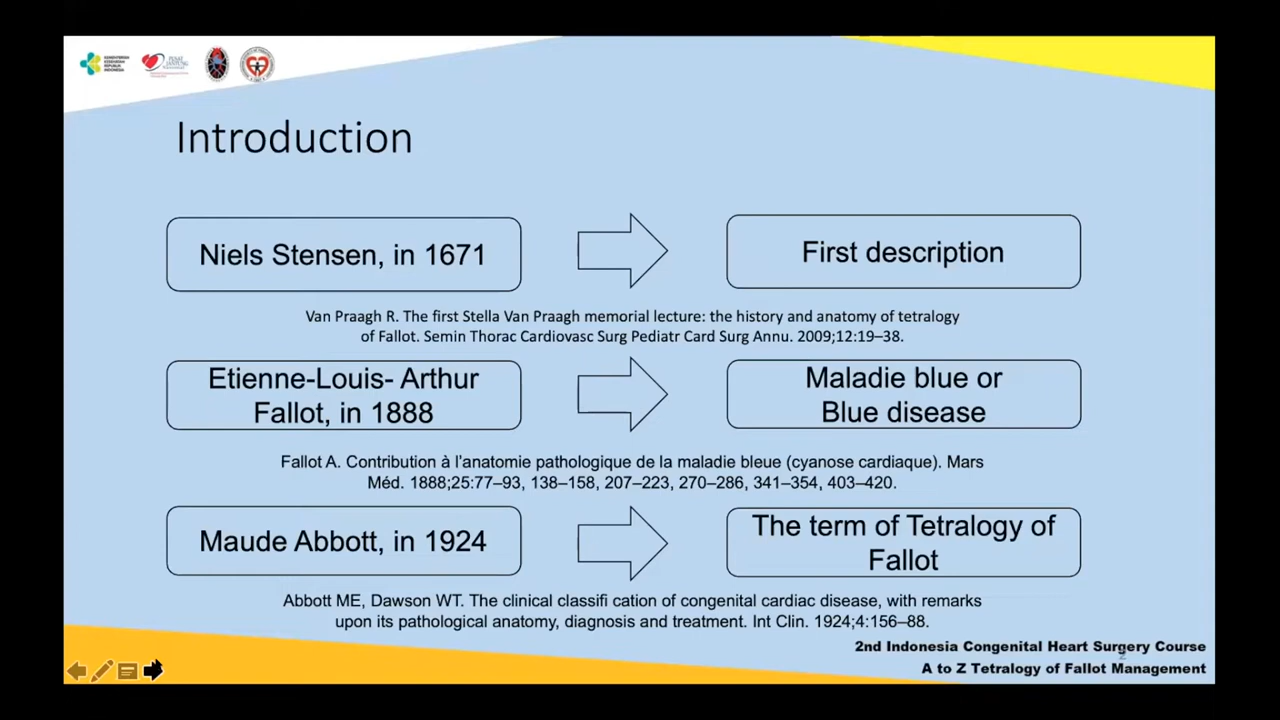 KEMENTERIAN
KESEHATAN
REPUBLIK
INDONESIA
Introduction
Niels Stensen, in 1671
First description
Van Praagh R. The first Stella Van Praagh memorial lecture: the history and anatomy of tetralogy
of Fallot. Semin Thorac Cardiovasc Surg Pediatr Card Surg Annu. 2009;12:19–38.
Etienne-Louis- Arthur
Fallot, in 1888
Maladie blue or
Blue disease
Fallot A. Contribution à l’anatomie pathologique de la maladie bleue (cyanose cardiaque). Mars
Méd. 1888;25:77–93, 138–158, 207–223, 270–286, 341–354, 403–420.
Maude Abbott, in 1924
The term of Tetralogy of
Fallot
Abbott ME, Dawson WT. The clinical classifi cation of congenital cardiac disease, with remarks
upon its pathological anatomy, diagnosis and treatment. Int Clin. 1924;4:156–88.
2nd Indonesia Congenital Heart Surgery Course
A to Z Tetralogy of Fallot Management